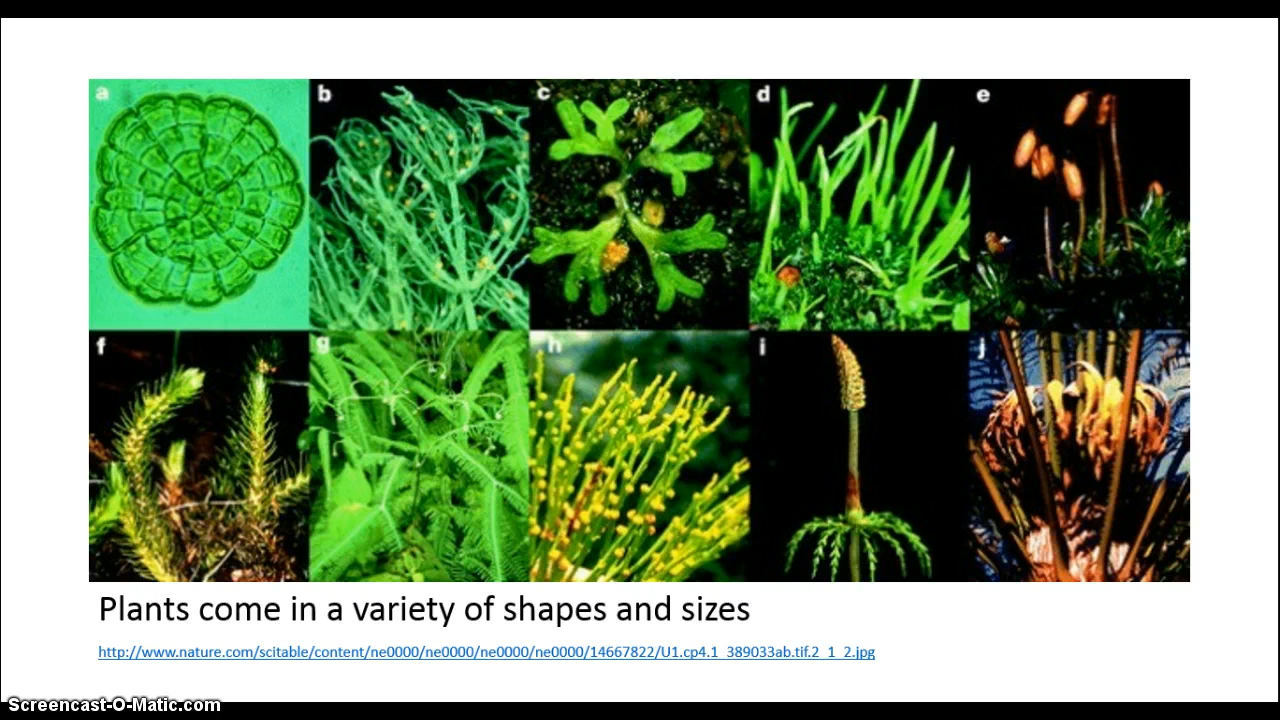 a b c d e
f g h i j
Plants come in a variety of shapes and sizes
http://www.nature.com/scitable/content/ne0000/ne0000/ne0000/ne0000/14667822/U1.cp4.1_389033ab.tif.2_1_2.jpg
Screencast-O-Matic.com